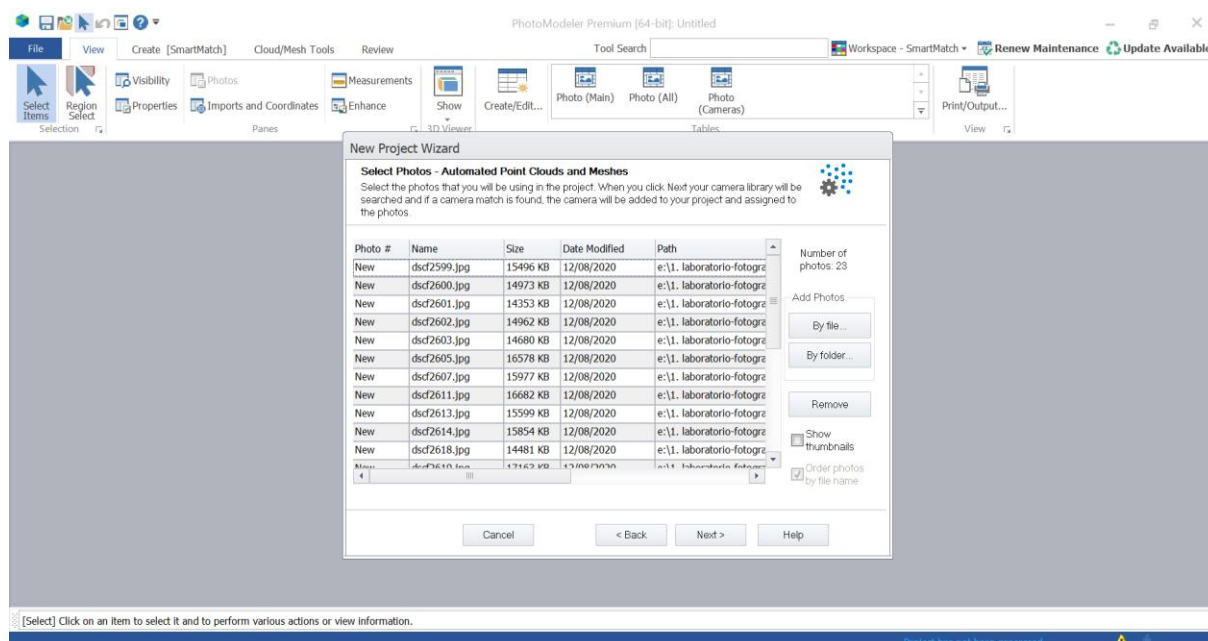 PhotoModeler Premium [64-bit]: Untitled
File View Create [SmartMatch] Cloud/Mesh Tools Review Tool Search Workspace - SmartMatch Renew Maintenance Update Available
Select Items
Region Select
Selection
Visibility Photos
Properties Imports and Coordinates
Panes
Measurements
Enhance
Show
3D Viewer
Create/Edit...
Photo (Main) Photo (All) Photo (Cameras)
Tables
Print/Output...
View
New Project Wizard
Select Photos - Automated Point Clouds and Meshes
Select the photos that you will be using in the project. When you click Next your camera library will be
searched and if a camera match is found, the camera will be added to your project and assigned to
the photos.
Photo # Name Size Date Modified Path
New dscf2599.jpg 15496 KB 12/08/2020 e:\1. laboratorio-fotogra
New dscf2600.jpg 14973 KB 12/08/2020 e:\1. laboratorio-fotogra
New dscf2601.jpg 14353 KB 12/08/2020 e:\1. laboratorio-fotogra
New dscf2602.jpg 14962 KB 12/08/2020 e:\1. laboratorio-fotogra
New dscf2603.jpg 14680 KB 12/08/2020 e:\1. laboratorio-fotogra
New dscf2605.jpg 16578 KB 12/08/2020 e:\1. laboratorio-fotogra
New dscf2607.jpg 15977 KB 12/08/2020 e:\1. laboratorio-fotogra
New dscf2611.jpg 16682 KB 12/08/2020 e:\1. laboratorio-fotogra
New dscf2613.jpg 15599 KB 12/08/2020 e:\1. laboratorio-fotogra
New dscf2614.jpg 15854 KB 12/08/2020 e:\1. laboratorio-fotogra
New dscf2618.jpg 14481 KB 12/08/2020 e:\1. laboratorio-fotogra
Number of
photos: 23
Add Photos
By file...
By folder...
Remove
Show
thumbnails
Order photos
by file name
Cancel < Back Next > Help
[Select] Click on an item to select it and to perform various actions or view information.